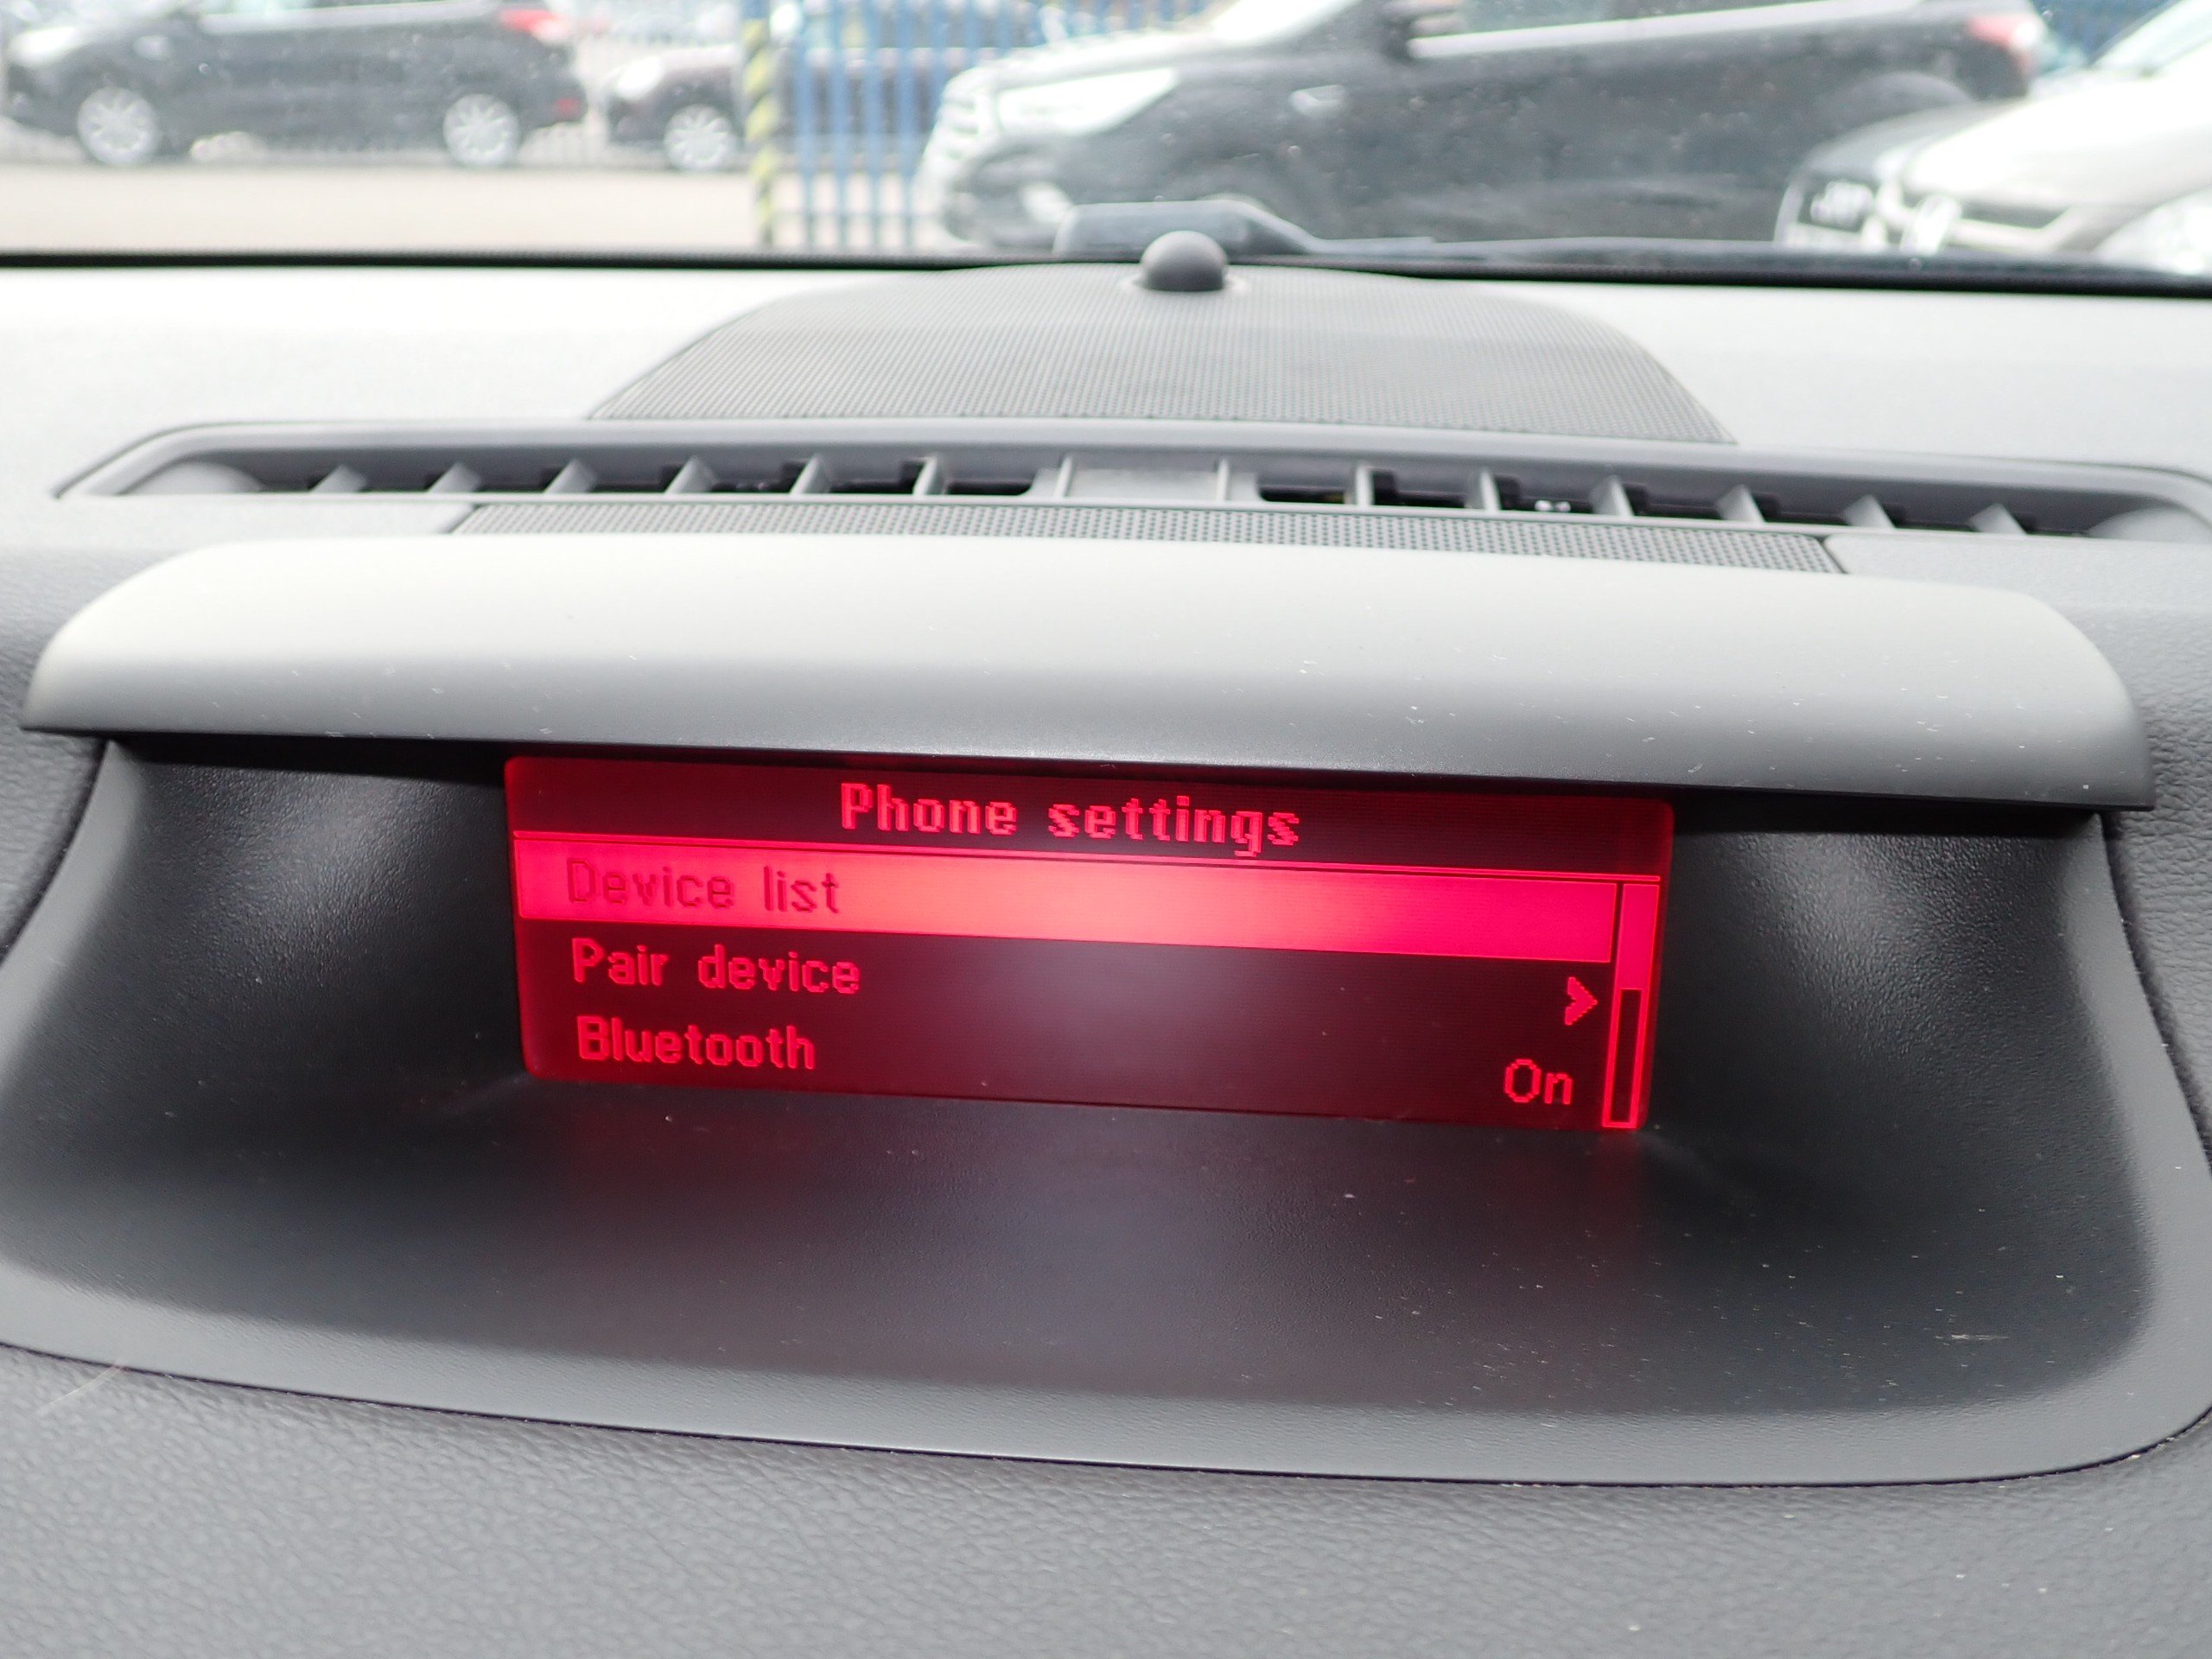 Phone settings
Device list
Pair device
Bluetooth On